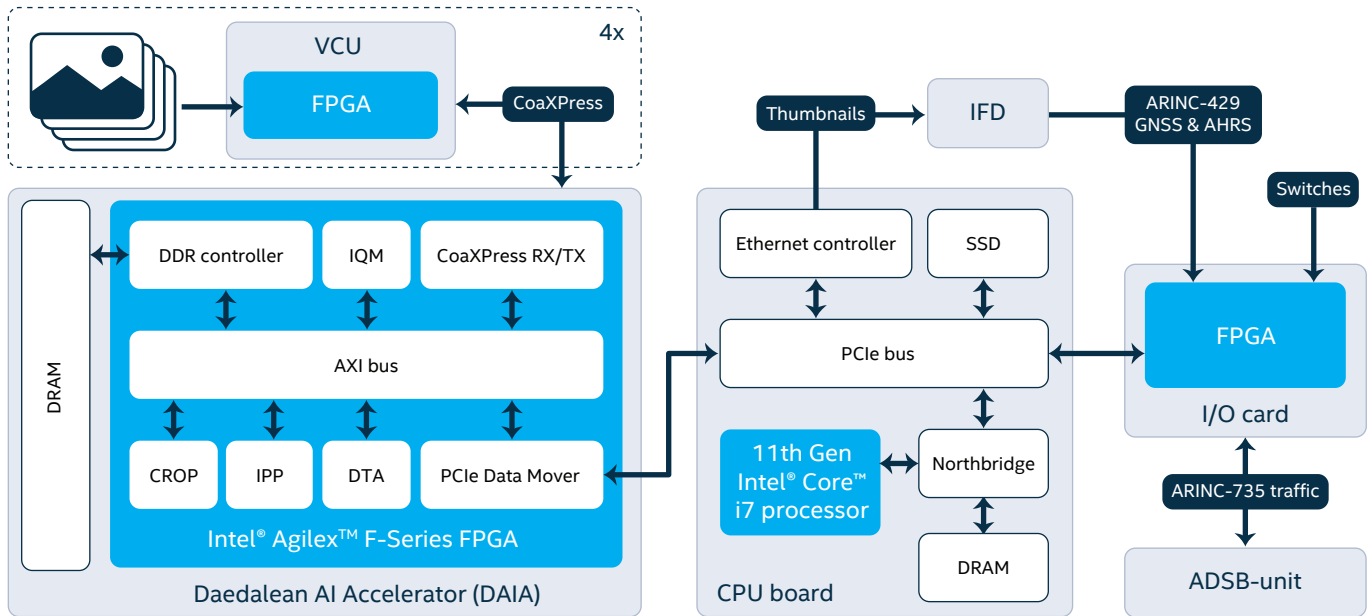 4x
VCU
FPGA
CoaXPress
Thumbnails
IFD
ARINC-429
GNSS & AHRS
Switches
DRAM
DDR controller
IQM
CoaXPress RX/TX
AXI bus
CROP
IPP
DTA
PCIe Data Mover
Intel® Agilex™ F-Series FPGA
Daedalean AI Accelerator (DAIA)
Ethernet controller
SSD
PCIe bus
11th Gen
Intel® Core™
i7 processor
Northbridge
DRAM
CPU board
FPGA
I/O card
ARINC-735 traffic
ADSB-unit